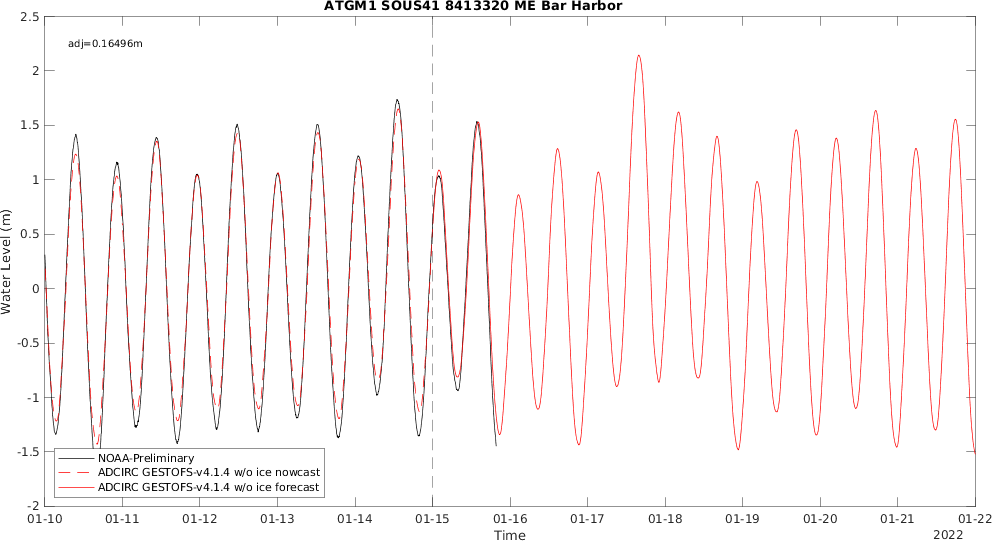 ATGM1 SOUS41 8413320 ME Bar Harbor
adj=0.16496m
2.5
2
1.5
1
0.5
0
-0.5
-1
-1.5
-2
Water Level (m)
NOAA-Preliminary
ADCIRC GESTOFS-v4.1.4 w/o ice nowcast
ADCIRC GESTOFS-v4.1.4 w/o ice forecast
01-10 01-11 01-12 01-13 01-14 01-15 01-16 01-17 01-18 01-19 01-20 01-21 01-22
Time
2022